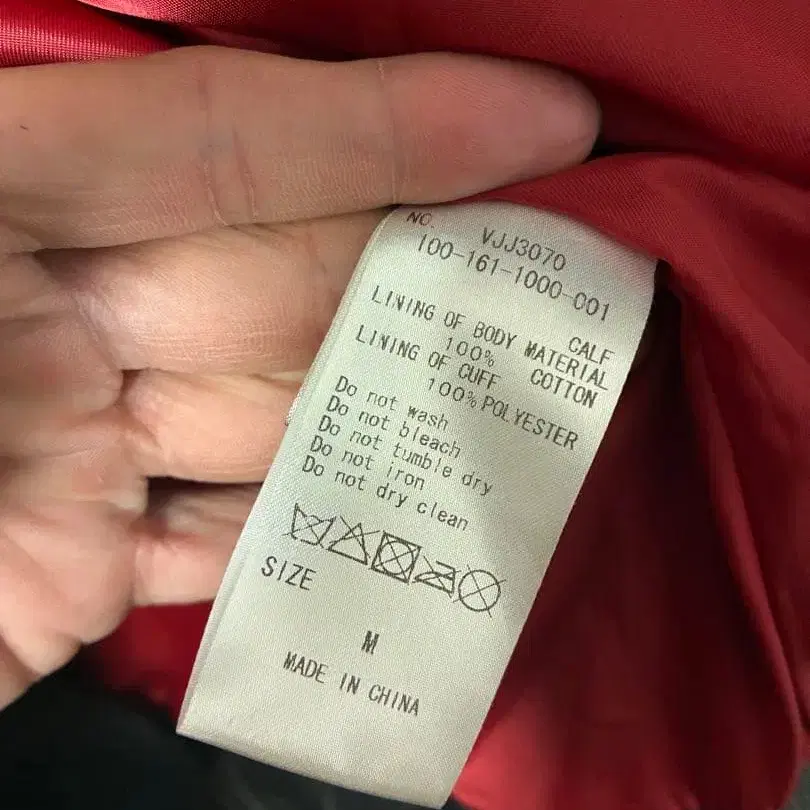 NO. VJJ3070
100-161-1000-001
CALF
LINING OF BODY MATERIAL
100% COTTON
LINING OF CUFF
100%POLYESTER
Do not wash
Do not bleach
Do not tumble dry
Do not iron
Do not dry clean
SIZE
M
MADE IN CHINA